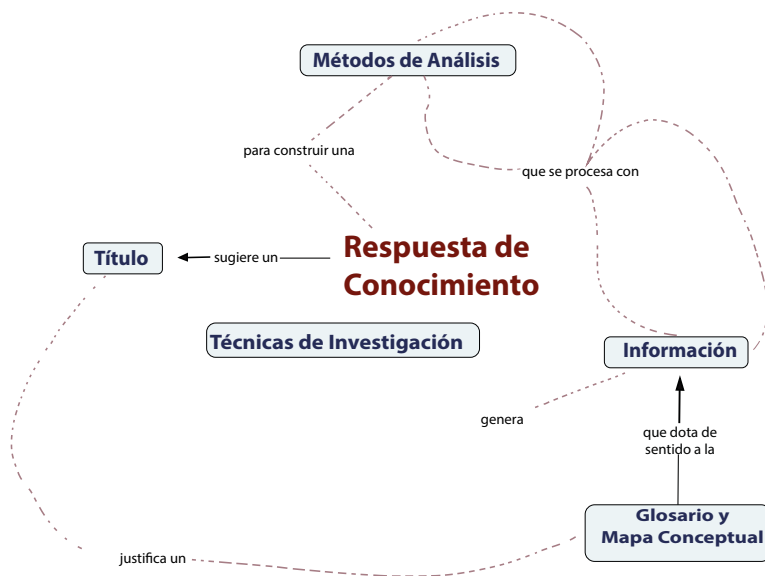 Métodos de Análisis
para construir una
que se procesa con
Respuesta de
Conocimiento
Título
sugiere un
Técnicas de Investigación
Información
genera
que dota de
sentido a la
Glosario y
Mapa Conceptual
justifica un